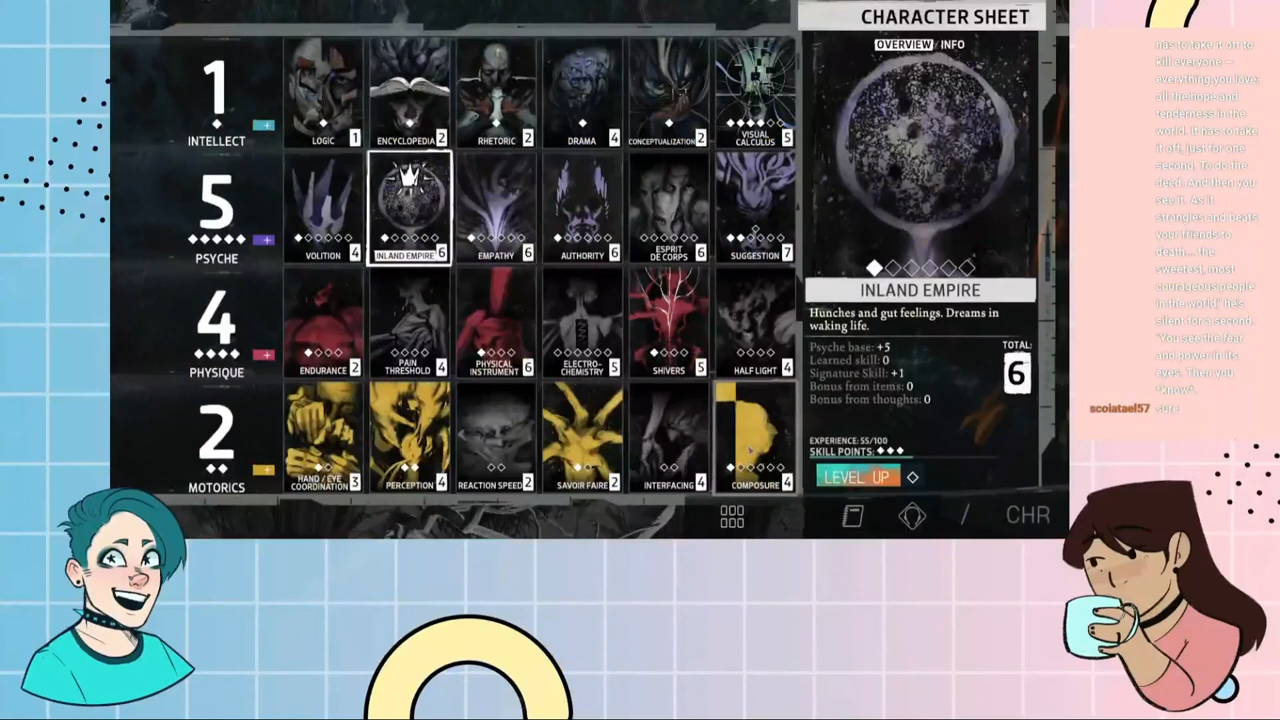 CHARACTER SHEET
OVERVIEW / INFO
1
INTELLECT
LOGIC 1
ENCYCLOPEDIA 2
RHETORIC 2
DRAMA 4
CONCEPTUALIZATION 2
VISUAL
CALCULUS 5
5
PSYCHE
VOLITION 4
INLAND EMPIRE 6
EMPATHY 6
AUTHORITY 6
ESPRIT
DE CORPS 6
SUGGESTION 7
4
PHYSIQUE
ENDURANCE 2
PAIN
THRESHOLD 4
PHYSICAL
INSTRUMENT 6
ELECTRO-
CHEMISTRY 5
SHIVERS 5
HALF LIGHT 4
2
MOTORICS
HAND / EYE
COORDINATION 3
PERCEPTION 4
REACTION SPEED 2
SAVOIR FAIRE 2
INTERFACING 4
COMPOSURE 4
INLAND EMPIRE
Hunches and gut feelings. Dreams in
waking life.
Psyche base: +5
Learned skill: 0
Signature Skill: +1
Bonus from items: 0
Bonus from thoughts: 0
TOTAL:
6
EXPERIENCE: 55/100
SKILL POINTS:
LEVEL UP
/ CHR
has to take it off to
kill everyone —
everything you love,
all the hope and
tenderness in the
world. It has to take
it off, just for one
second. To do the
deed. And then you
see it. As it
strangles and beats
your friends to
death... the
sweetest, most
courageous people
in the world," he's
silent for a second.
"You see the fear
and power in its
eyes. Then you
*know*.
scoiatael57 sure